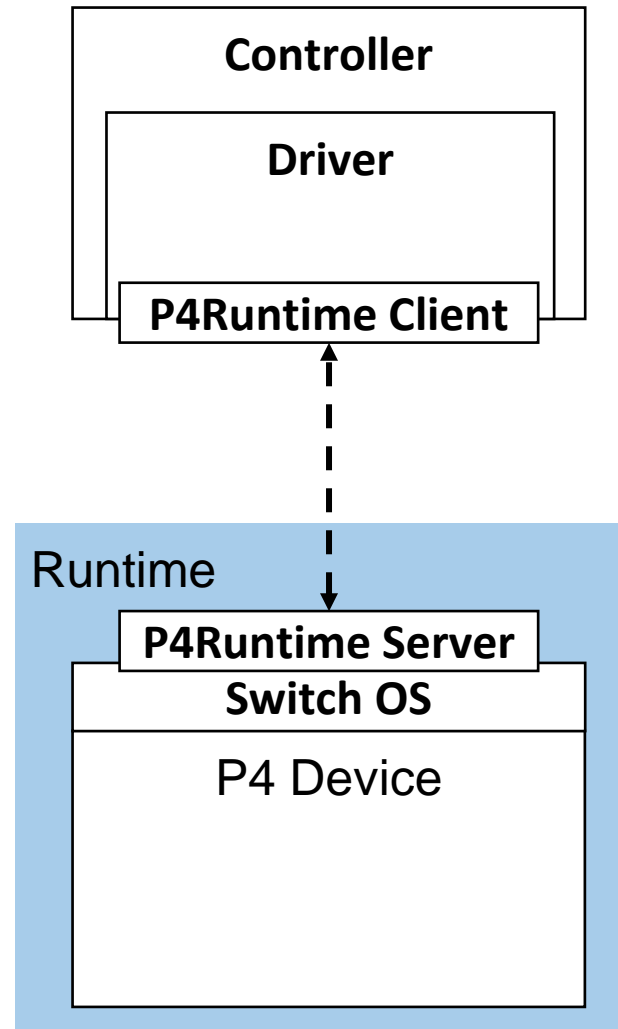 Controller
Driver
P4Runtime Client
Runtime
P4Runtime Server
Switch OS
P4 Device